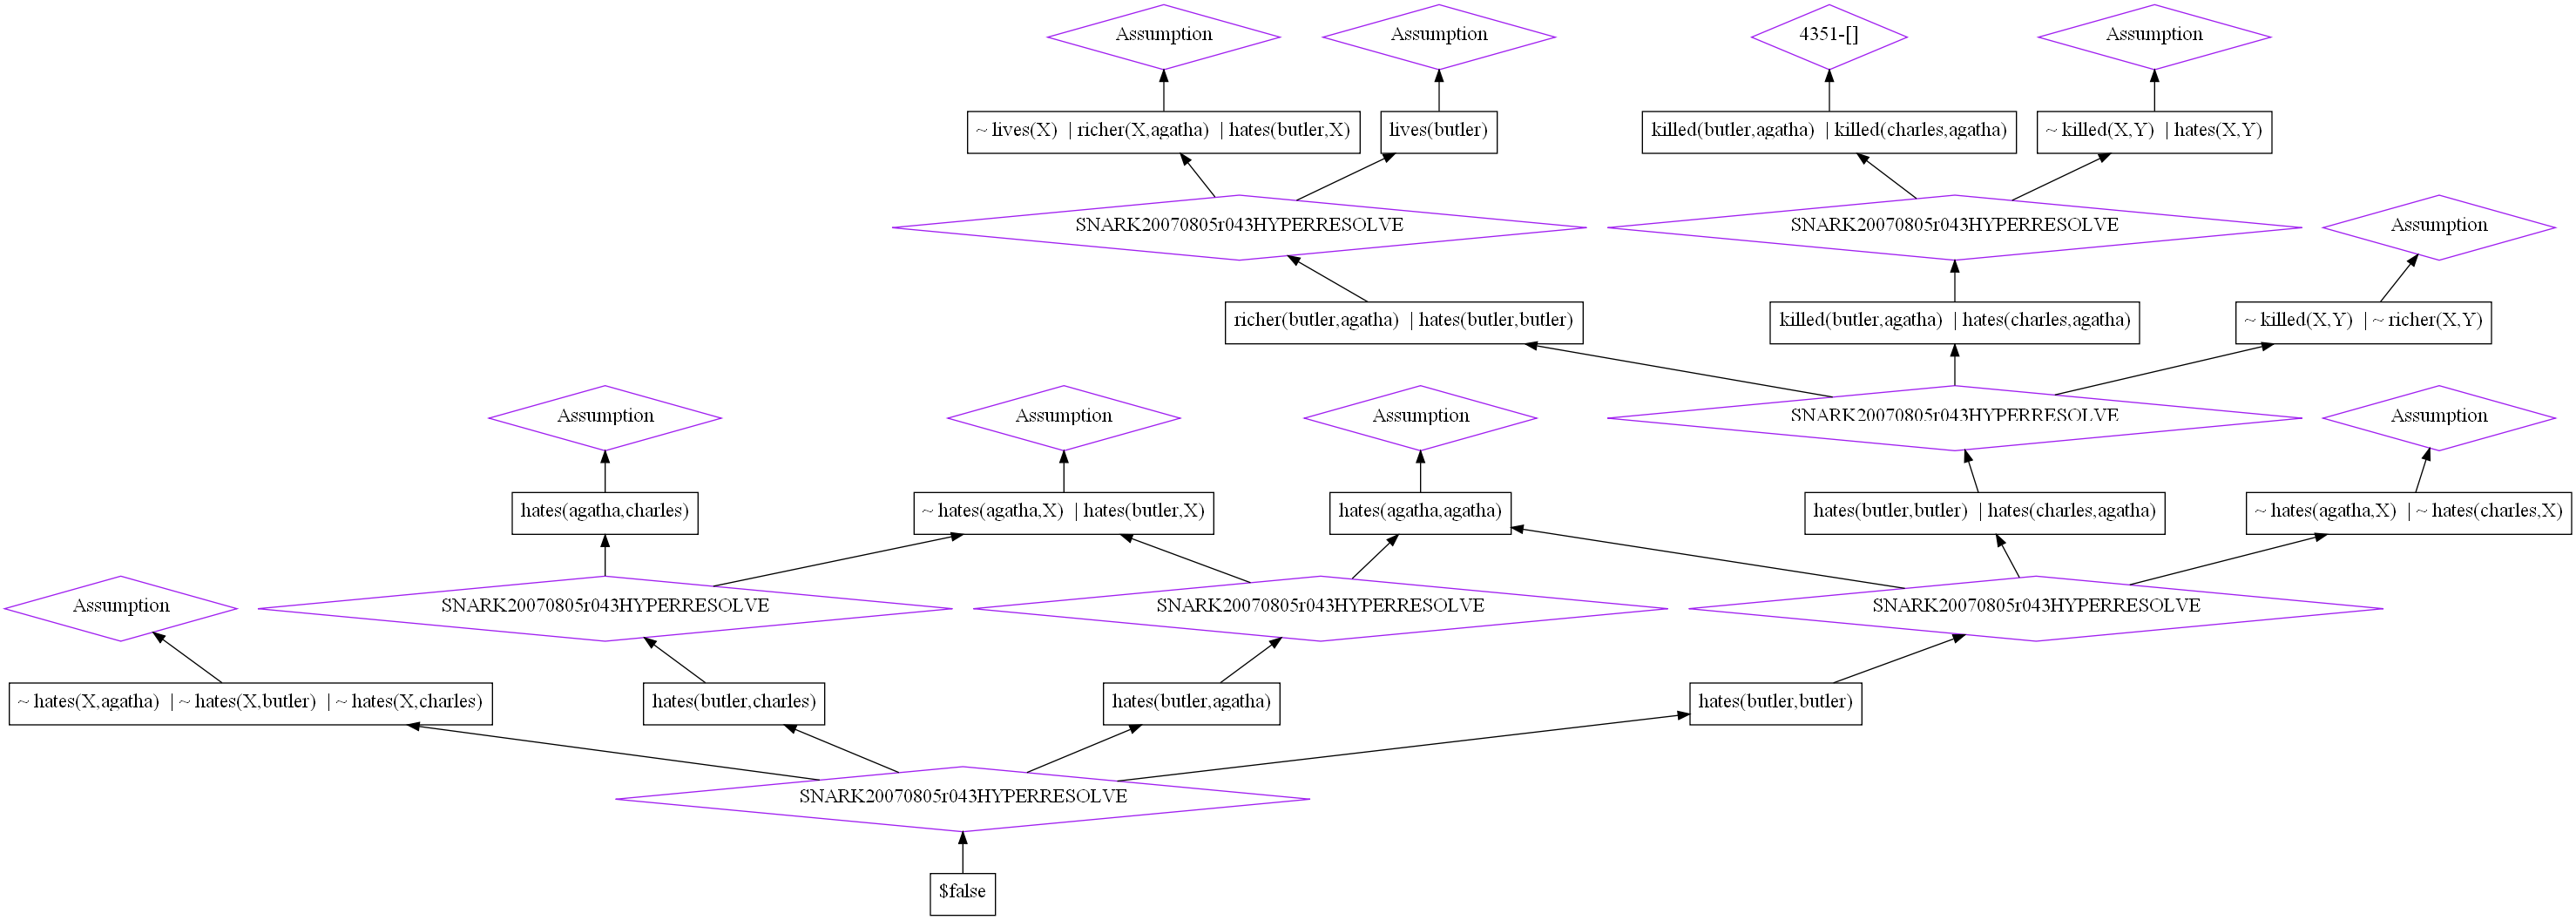 Assumption
Assumption
4351-[]
Assumption
~ lives(X) | richer(X,agatha) | hates(butler,X)
lives(butler)
killed(butler,agatha) | killed(charles,agatha)
~ killed(X,Y) | hates(X,Y)
SNARK20070805r043HYPERRESOLVE
SNARK20070805r043HYPERRESOLVE
Assumption
richer(butler,agatha) | hates(butler,butler)
killed(butler,agatha) | hates(charles,agatha)
~ killed(X,Y) | ~ richer(X,Y)
Assumption
Assumption
Assumption
SNARK20070805r043HYPERRESOLVE
Assumption
hates(agatha,charles)
~ hates(agatha,X) | hates(butler,X)
hates(agatha,agatha)
hates(butler,butler) | hates(charles,agatha)
~ hates(agatha,X) | ~ hates(charles,X)
Assumption
SNARK20070805r043HYPERRESOLVE
SNARK20070805r043HYPERRESOLVE
SNARK20070805r043HYPERRESOLVE
~ hates(X,agatha) | ~ hates(X,butler) | ~ hates(X,charles)
hates(butler,charles)
hates(butler,agatha)
hates(butler,butler)
SNARK20070805r043HYPERRESOLVE
$false